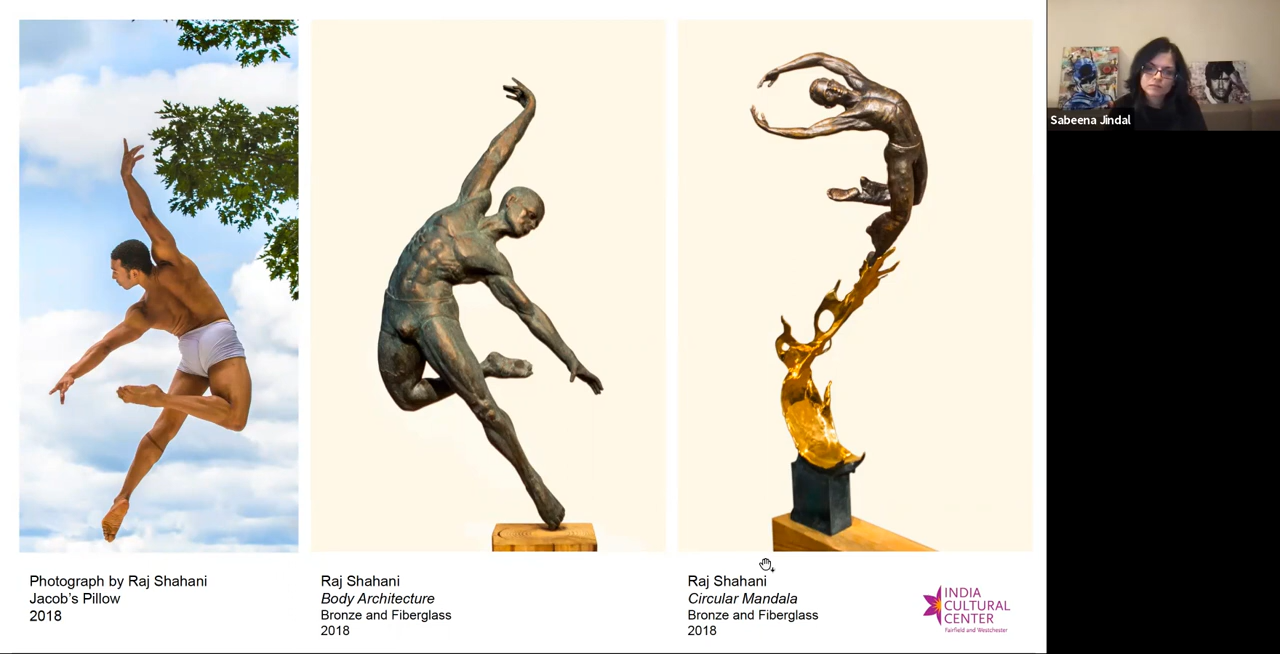 Sabeena Jindal
Photograph by Raj Shahani
Jacob's Pillow
2018
Raj Shahani
Body Architecture
Bronze and Fiberglass
2018
Raj Shahani
Circular Mandala
Bronze and Fiberglass
2018
INDIA
CULTURAL
CENTER
Fairfield and Westchester